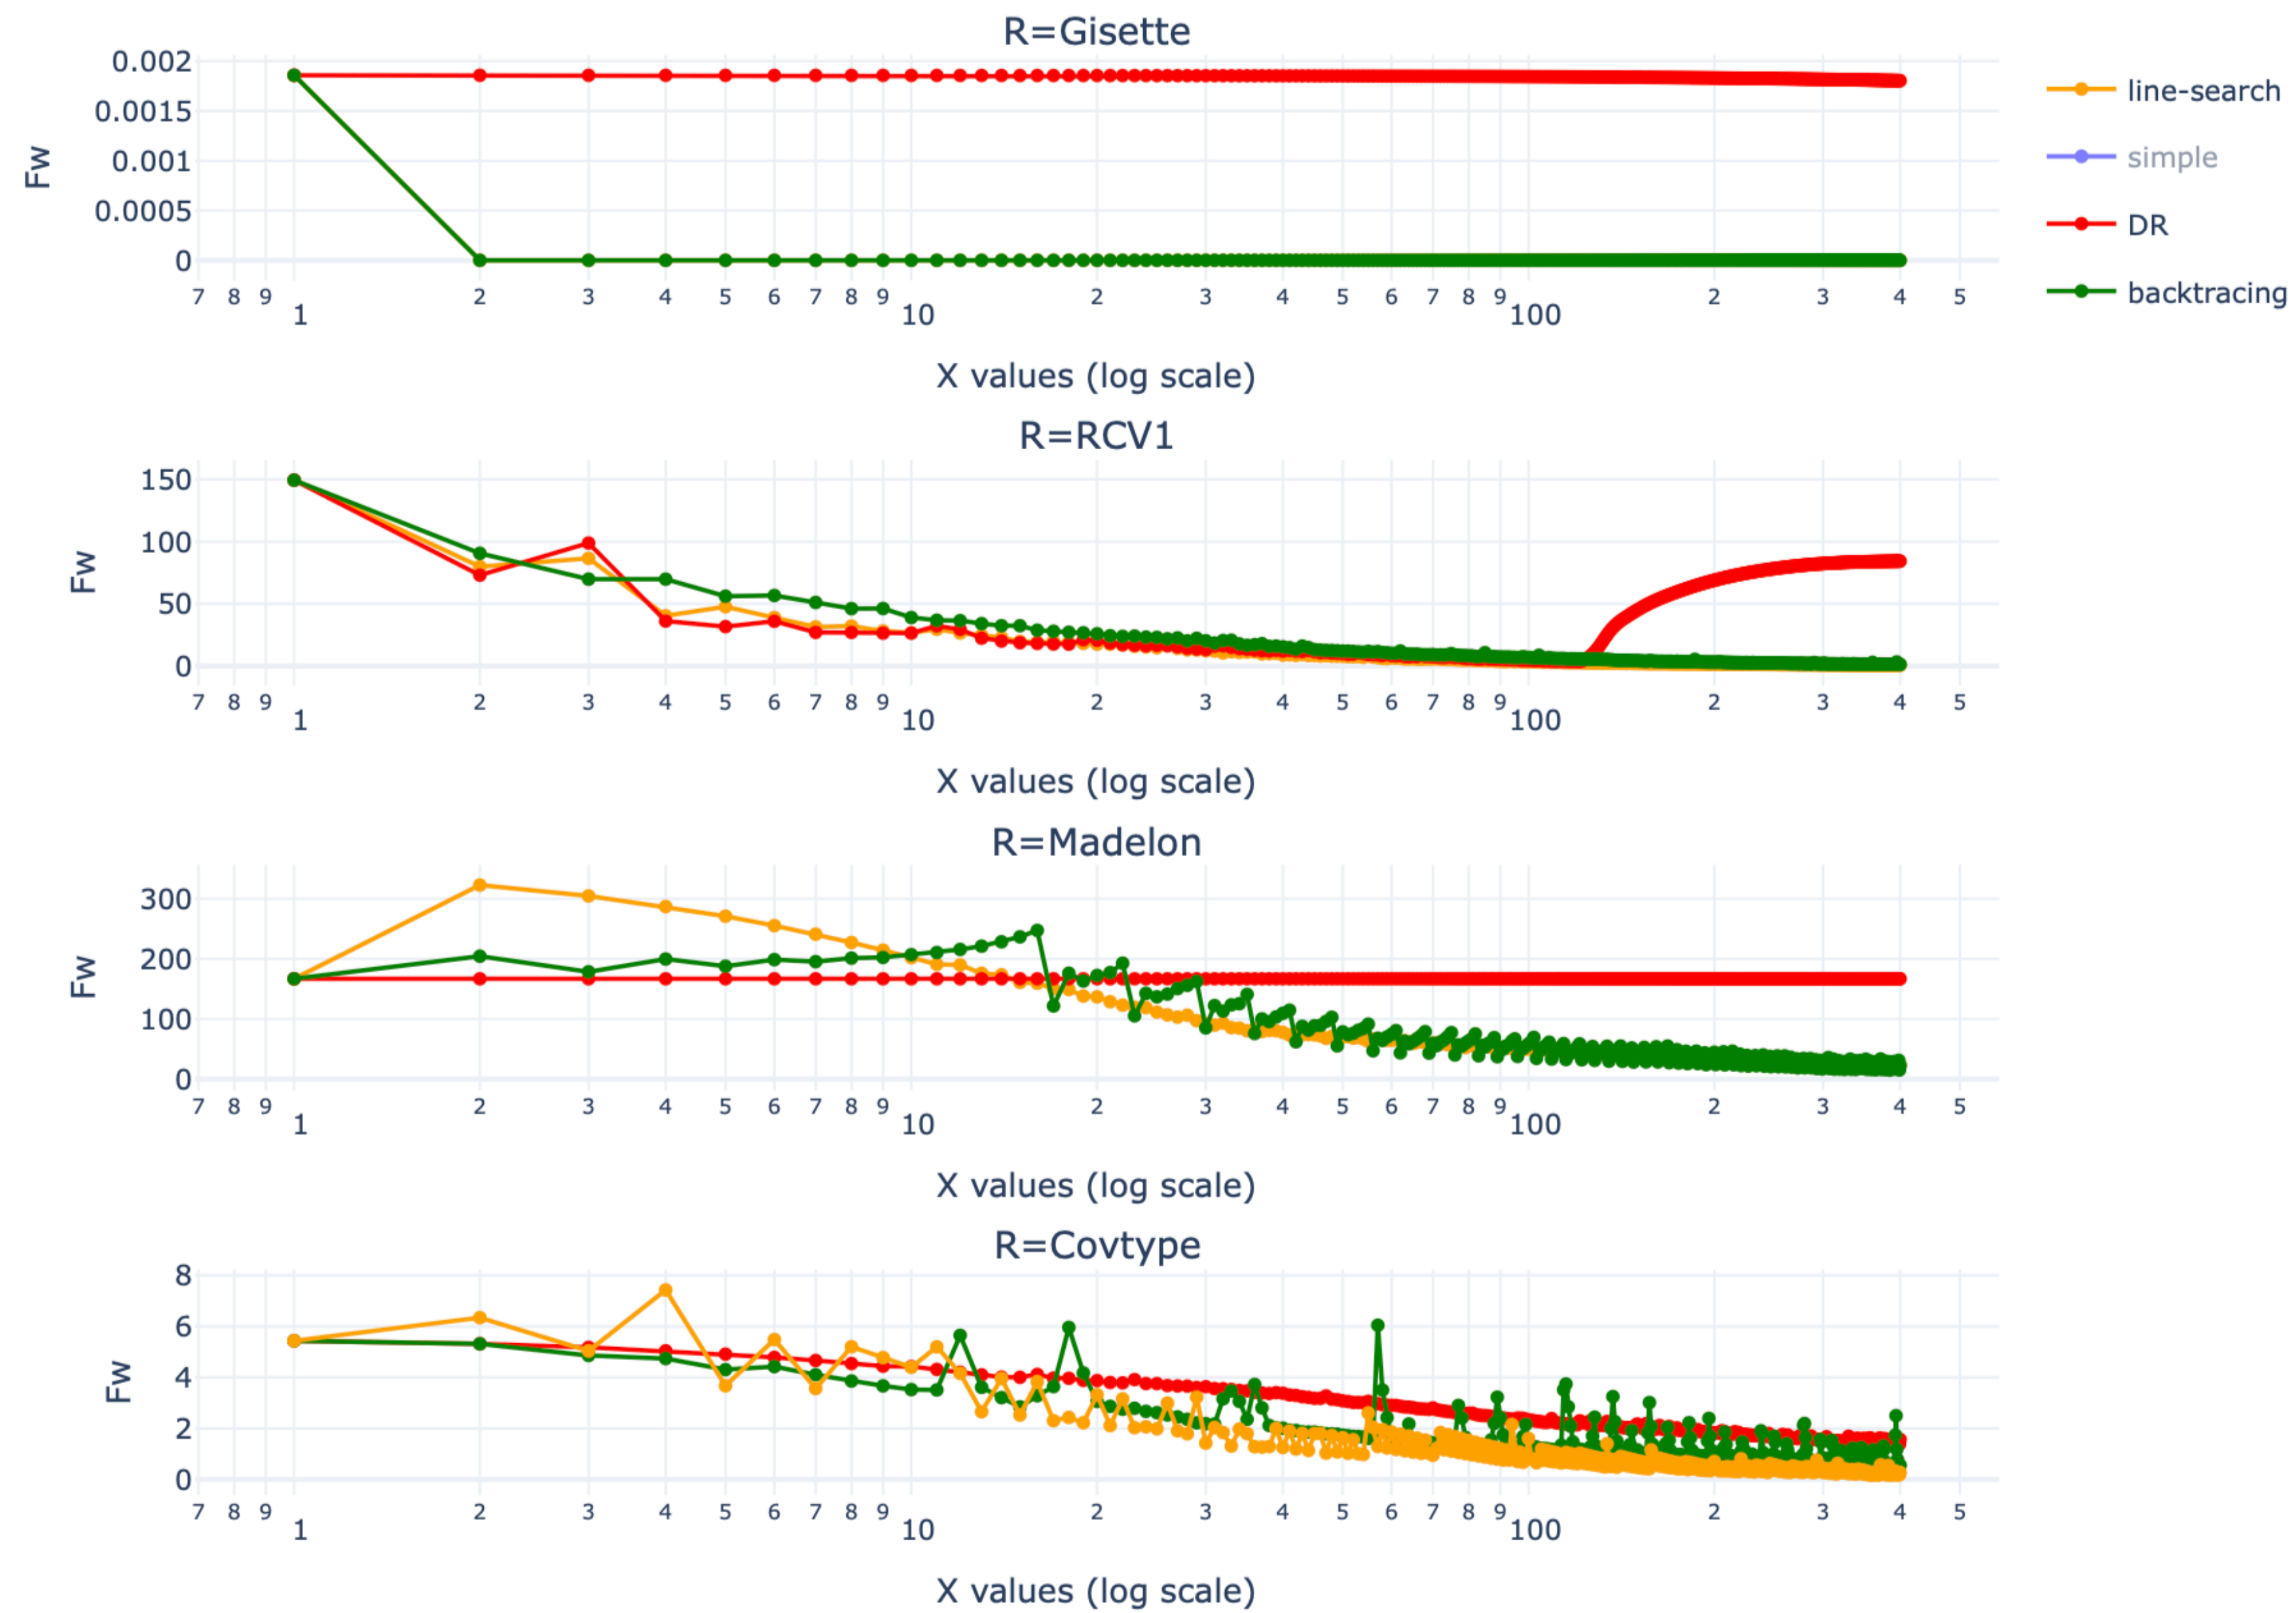 R=Gisette
Fw
0.002
0.0015
0.001
0.0005
0
7 8 9 1 2 3 4 5 6 7 8 9 10 2 3 4 5 6 7 8 9 100 2 3 4 5
X values (log scale)
line-search
simple
DR
backtracing
R=RCV1
Fw
150
100
50
0
7 8 9 1 2 3 4 5 6 7 8 9 10 2 3 4 5 6 7 8 9 100 2 3 4 5
X values (log scale)
R=Madelon
Fw
300
200
100
0
7 8 9 1 2 3 4 5 6 7 8 9 10 2 3 4 5 6 7 8 9 100 2 3 4 5
X values (log scale)
R=Covtype
Fw
8
6
4
2
0
7 8 9 1 2 3 4 5 6 7 8 9 10 2 3 4 5 6 7 8 9 100 2 3 4 5
X values (log scale)